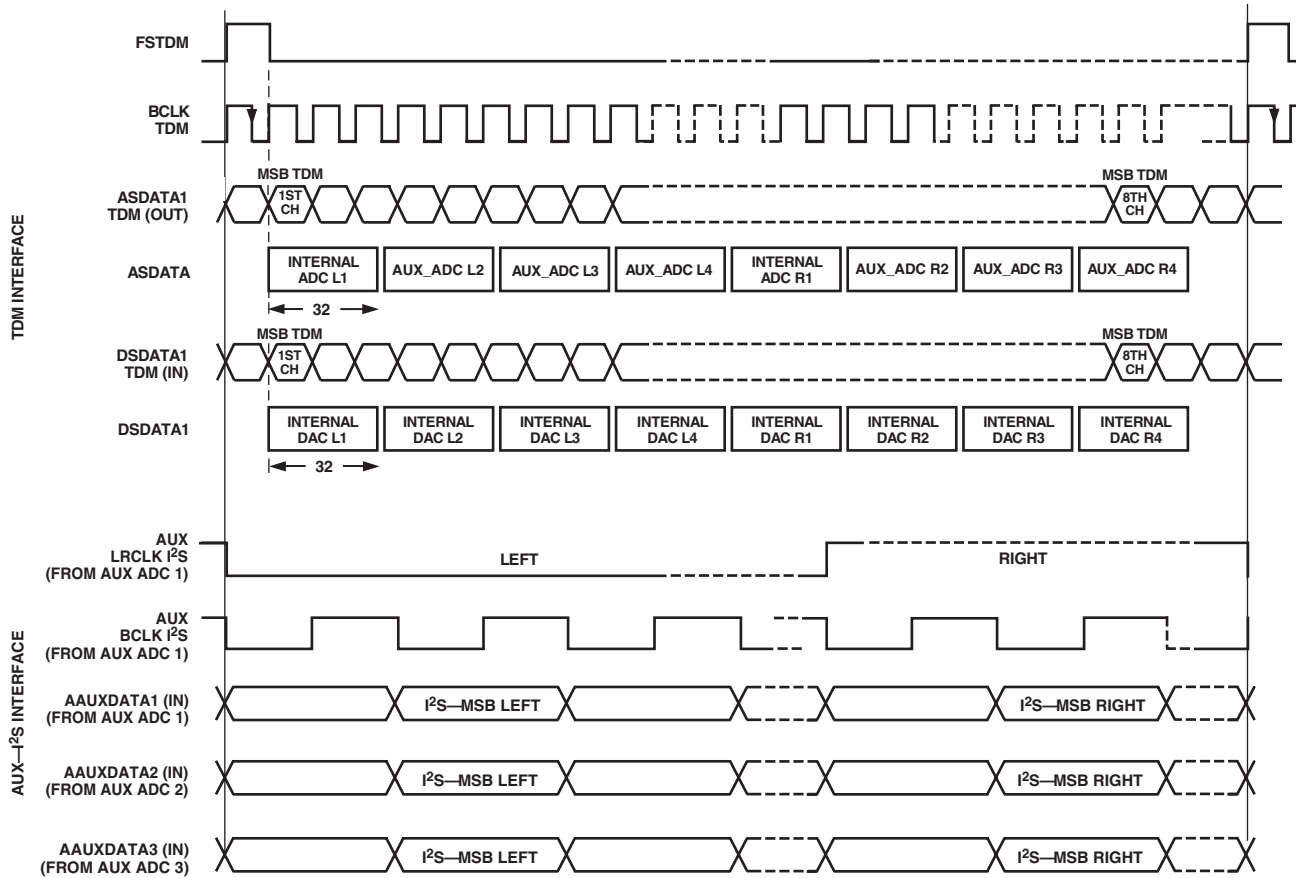 FSTDM
BCLK
TDM
MSB TDM
MSB TDM
ASDATA1
TDM (OUT)
1ST
CH
8TH
CH
ASDATA
INTERNAL
ADC L1
AUX_ADC L2
AUX_ADC L3
AUX_ADC L4
INTERNAL
ADC R1
AUX_ADC R2
AUX_ADC R3
AUX_ADC R4
32
TDM INTERFACE
MSB TDM
MSB TDM
DSDATA1
TDM (IN)
1ST
CH
8TH
CH
DSDATA1
INTERNAL
DAC L1
INTERNAL
DAC L2
INTERNAL
DAC L3
INTERNAL
DAC L4
INTERNAL
DAC R1
INTERNAL
DAC R2
INTERNAL
DAC R3
INTERNAL
DAC R4
32
AUX
LRCLK I²S
(FROM AUX ADC 1)
LEFT
RIGHT
AUX
BCLK I²S
(FROM AUX ADC 1)
AUX—I²S INTERFACE
AAUXDATA1 (IN)
(FROM AUX ADC 1)
I²S—MSB LEFT
I²S—MSB RIGHT
AAUXDATA2 (IN)
(FROM AUX ADC 2)
I²S—MSB LEFT
I²S—MSB RIGHT
AAUXDATA3 (IN)
(FROM AUX ADC 3)
I²S—MSB LEFT
I²S—MSB RIGHT